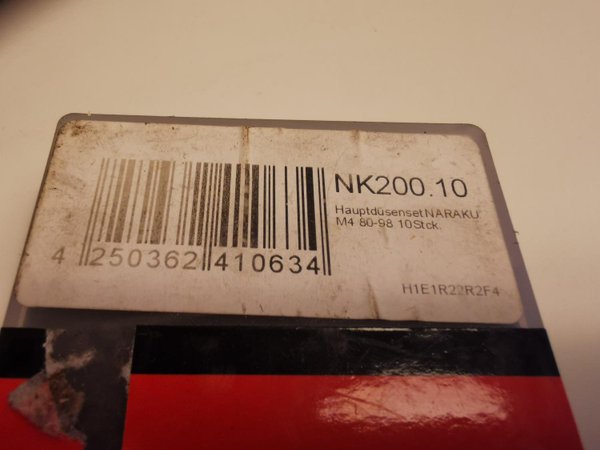 NK200.10
Hauptdüsenset NARAKU
M4 80-98 10Stck.
4 250362 410634
H1E1R22R2F4